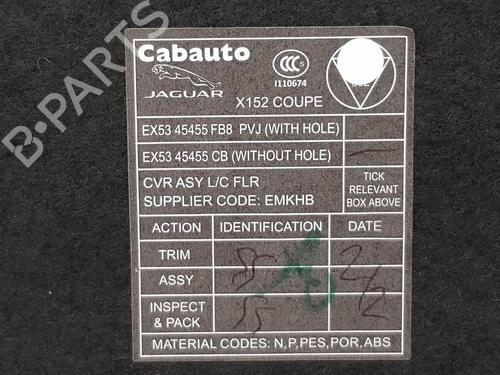 Cabauto
JAGUAR
CCC S
I110674
X152 COUPE
EX53 45455 FB8 PVJ (WITH HOLE)
EX53 45455 CB (WITHOUT HOLE)
CVR ASY L/C FLR
SUPPLIER CODE: EMKHB
TICK
RELEVANT
BOX ABOVE
ACTION IDENTIFICATION DATE
TRIM
ASSY
INSPECT
& PACK
MATERIAL CODES: N,P,PES,POR,ABS
B-PARTS